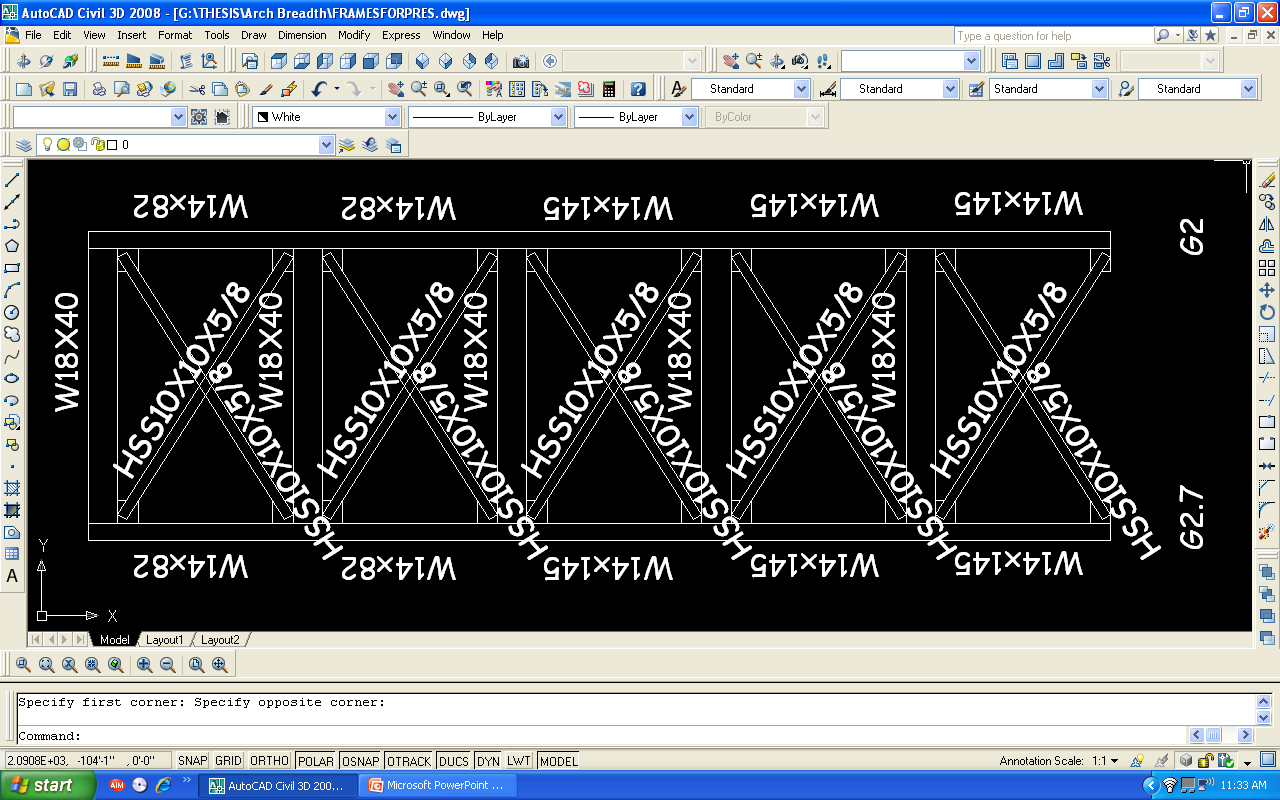 AutoCAD Civil 3D 2008 - [G:\THESIS\Arch Breadth\FRAMESFORPRES.dwg]
File Edit View Insert Format Tools Draw Dimension Modify Express Window Help
Type a question for help
Standard Standard Standard Standard
White ByLayer ByLayer ByColor
0
W14x82 W14x82 W14x145 W14x145 W14x145
G2
W18X40 W18X40 W18X40 W18X40 W18X40
HSS10X10X5/8 HSS10X10X5/8 HSS10X10X5/8 HSS10X10X5/8 HSS10X10X5/8
HSS10X10X5/8 HSS10X10X5/8 HSS10X10X5/8 HSS10X10X5/8 HSS10X10X5/8
G2.7
W14x82 W14x82 W14x145 W14x145 W14x145
Y
X
A
Model Layout1 Layout2
Specify first corner: Specify opposite corner:
Command:
2.0908E+03, -104'-1" , 0'-0" SNAP GRID ORTHO POLAR OSNAP OTRACK DUCS DYN LWT MODEL Annotation Scale: 1:1
start AIM AutoCAD Civil 3D 200... Microsoft PowerPoint ... 11:33 AM